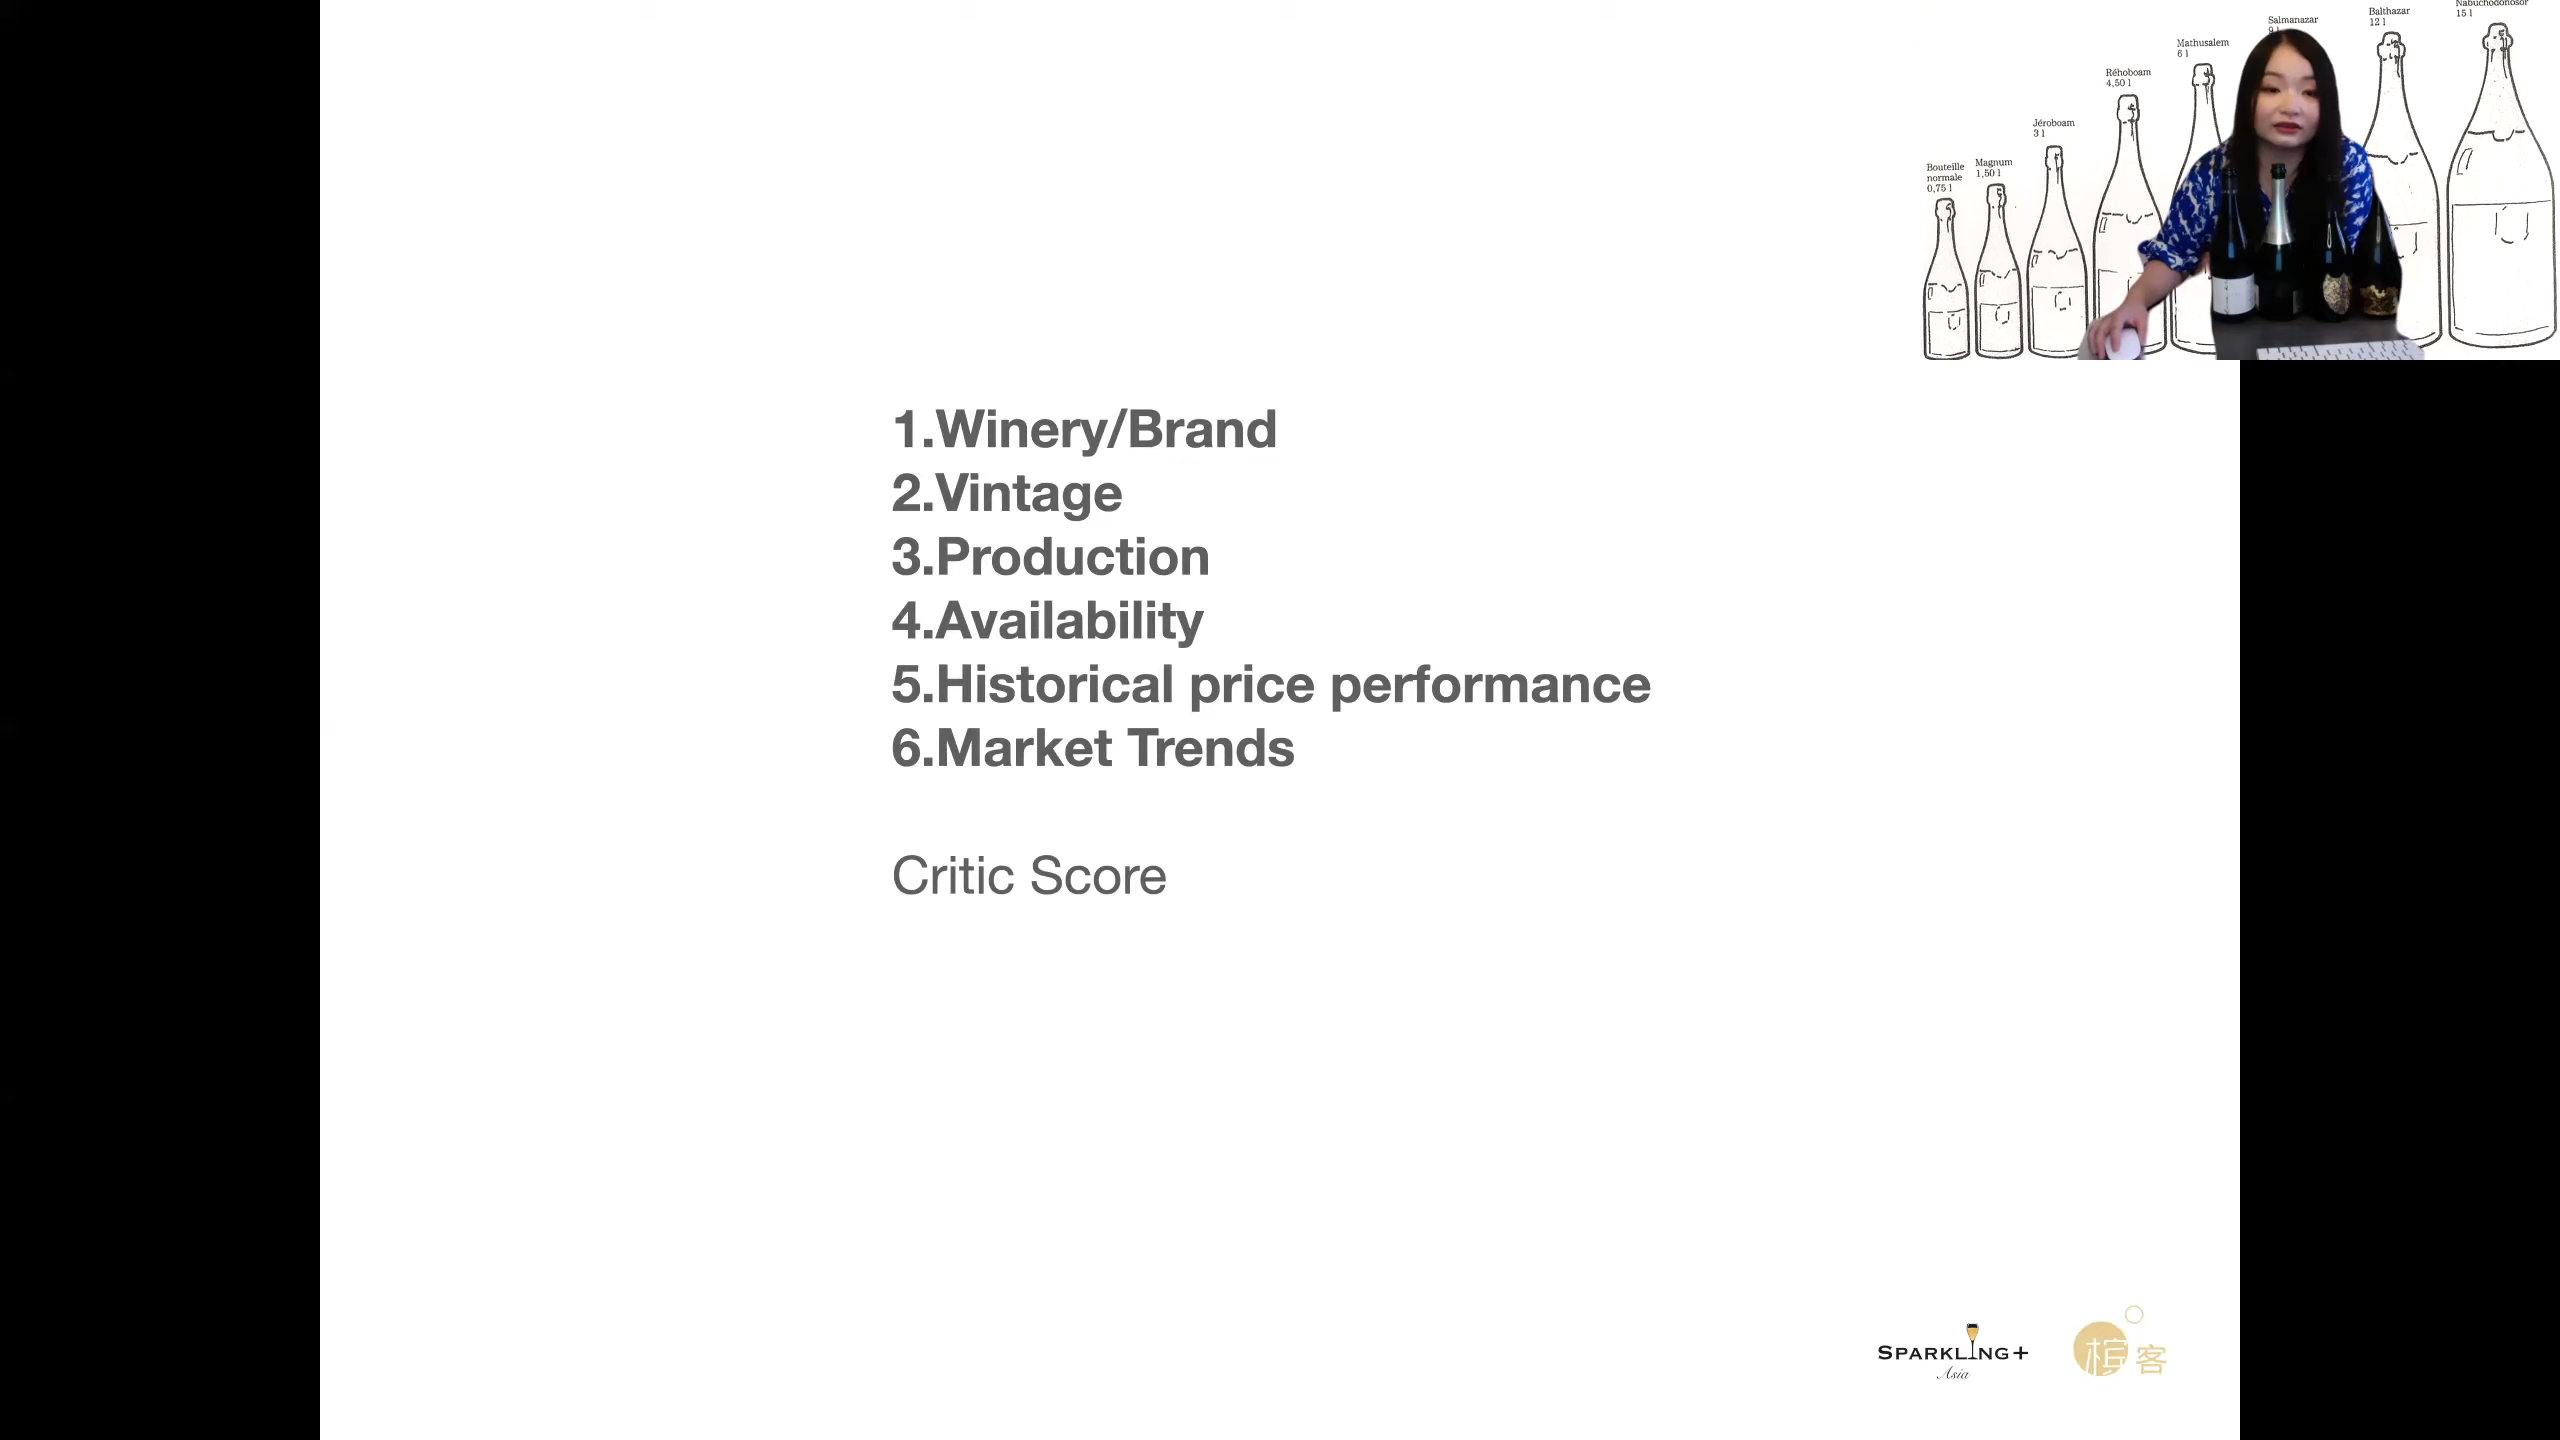 Nabuchodonosor
15 l
Balthazar
12 l
Salmanazar
9 l
Mathusalem
6 l
Réhoboam
4,50 l
Jéroboam
3 l
Magnum
1,50 l
Bouteille
normale
0,75 l
1.Winery/Brand
2.Vintage
3.Production
4.Availability
5.Historical price performance
6.Market Trends
Critic Score
SPARKLING+
Asia
槟客